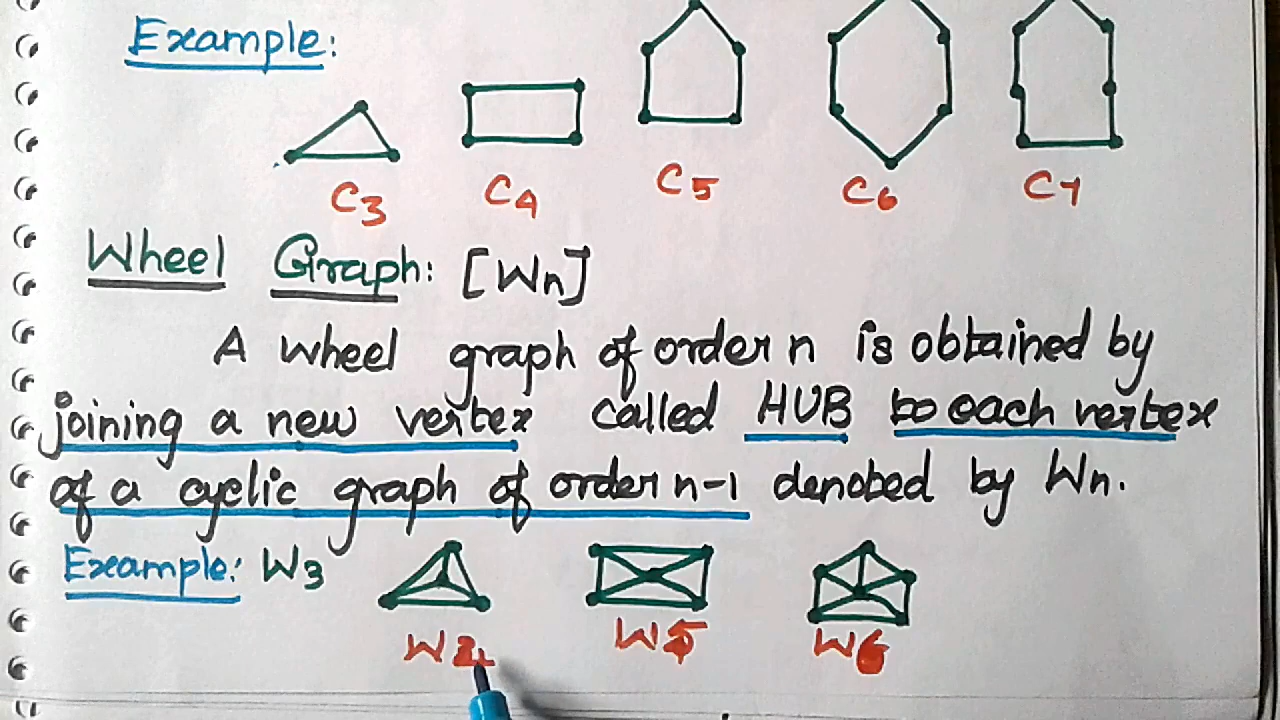 Example:
C3 C4 C5 C6 C7
Wheel Graph: [Wn]
A wheel graph of order n is obtained by
joining a new vertex called HUB to each vertex
of a cyclic graph of order n-1 denoted by Wn.
Example: W3
W W5 W6